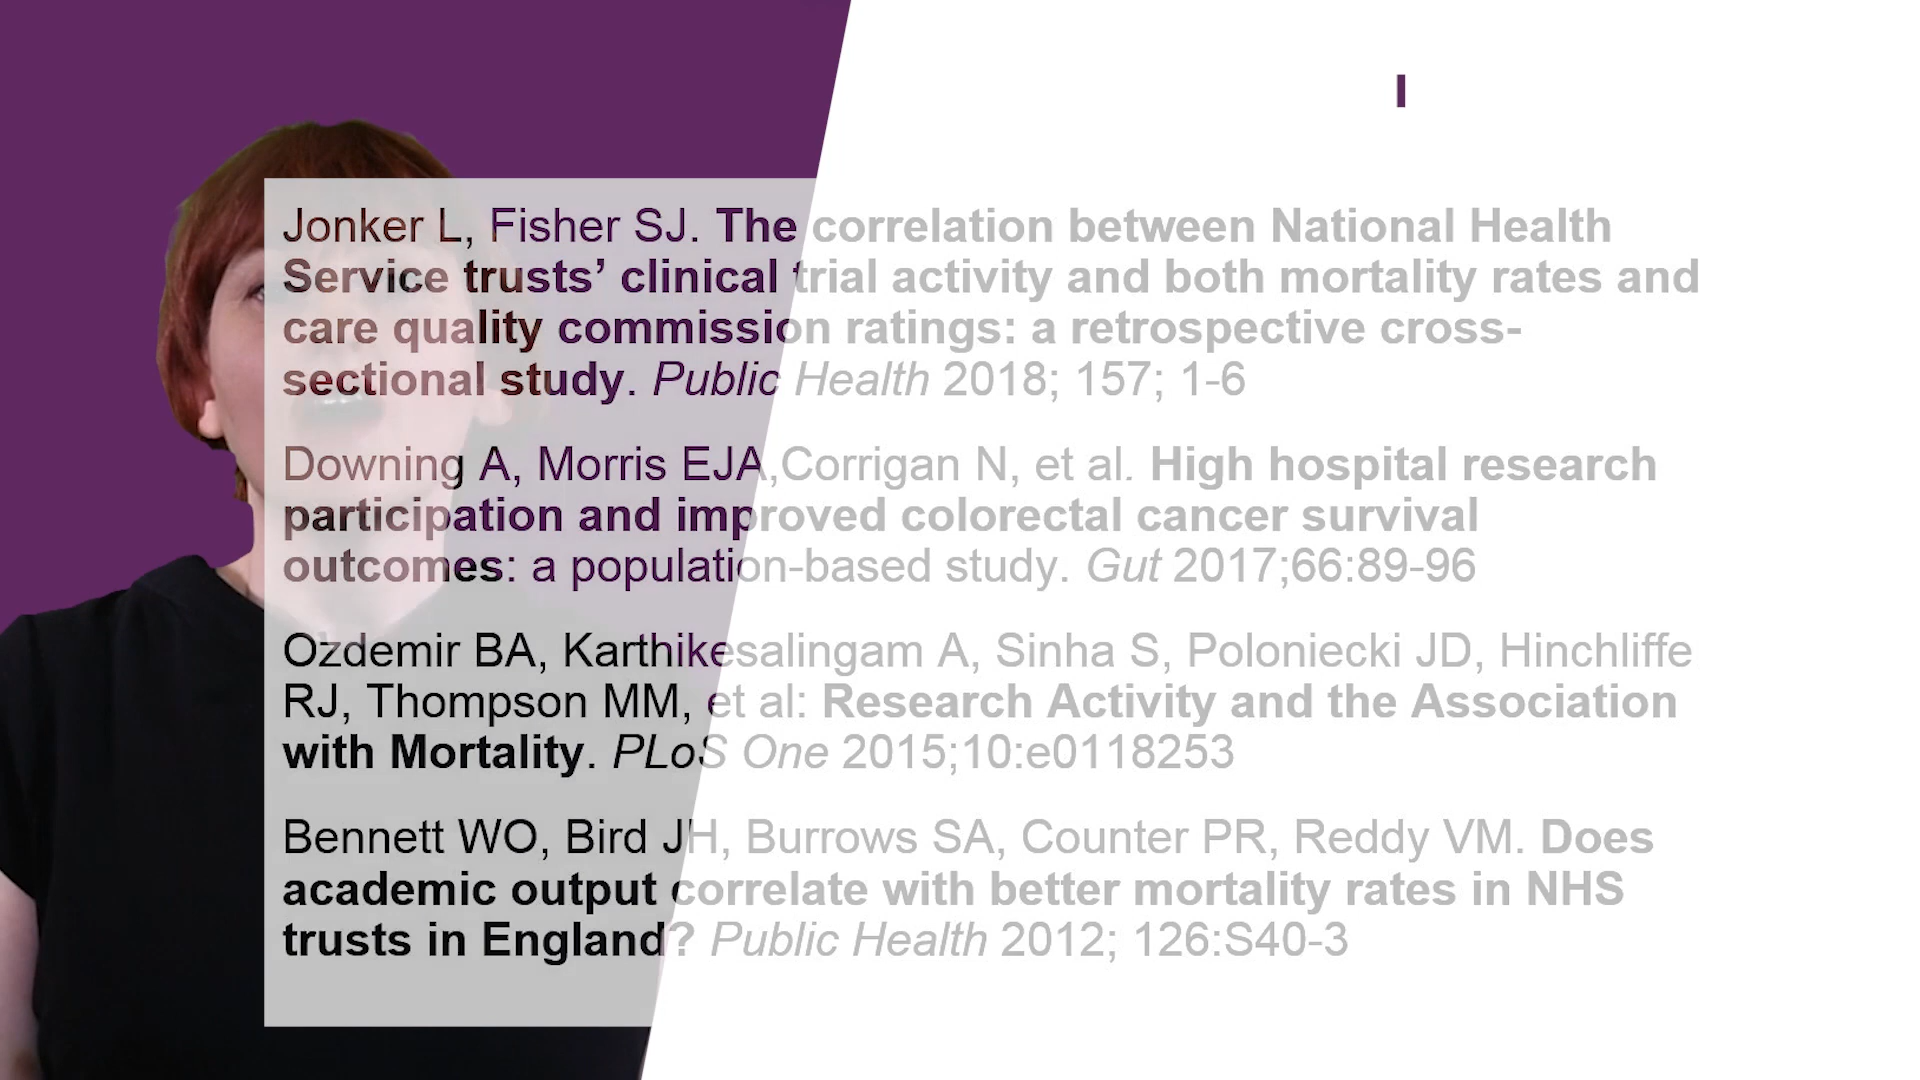 I
Jonker L, Fisher SJ. The correlation between National Health
Service trusts’ clinical trial activity and both mortality rates and
care quality commission ratings: a retrospective cross-
sectional study. Public Health 2018; 157; 1-6
Downing A, Morris EJA,Corrigan N, et al. High hospital research
participation and improved colorectal cancer survival
outcomes: a population-based study. Gut 2017;66:89-96
Ozdemir BA, Karthikesalingam A, Sinha S, Poloniecki JD, Hinchliffe
RJ, Thompson MM, et al: Research Activity and the Association
with Mortality. PLoS One 2015;10:e0118253
Bennett WO, Bird JH, Burrows SA, Counter PR, Reddy VM. Does
academic output correlate with better mortality rates in NHS
trusts in England? Public Health 2012; 126:S40-3